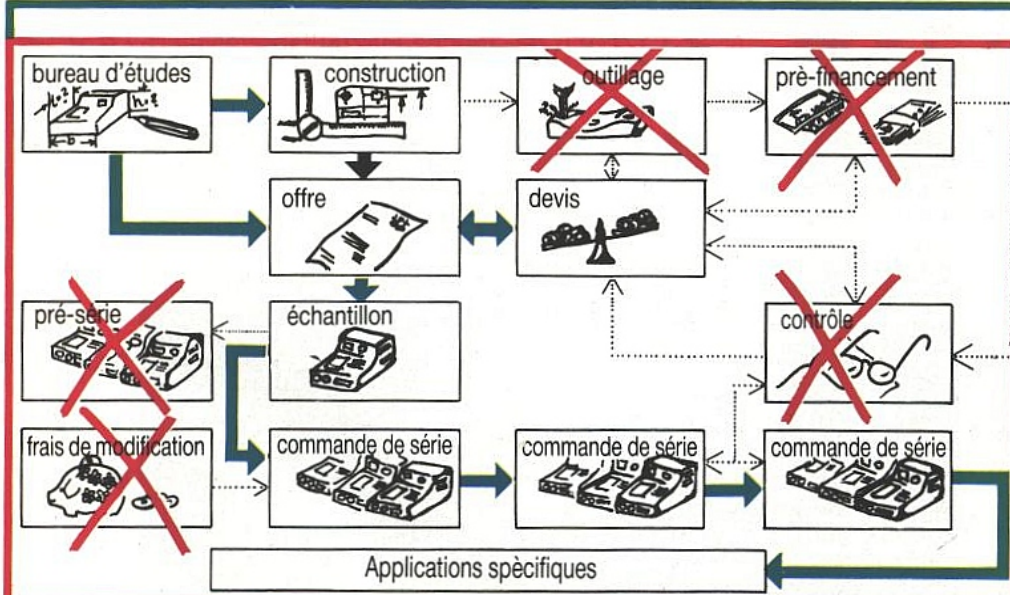 bureau d'études
construction
outillage
prè-financement
l=?
h=?
b
offre
devis
pré-série
échantillon
contrôle
frais de modification
commande de série
commande de série
commande de série
Applications spècifiques